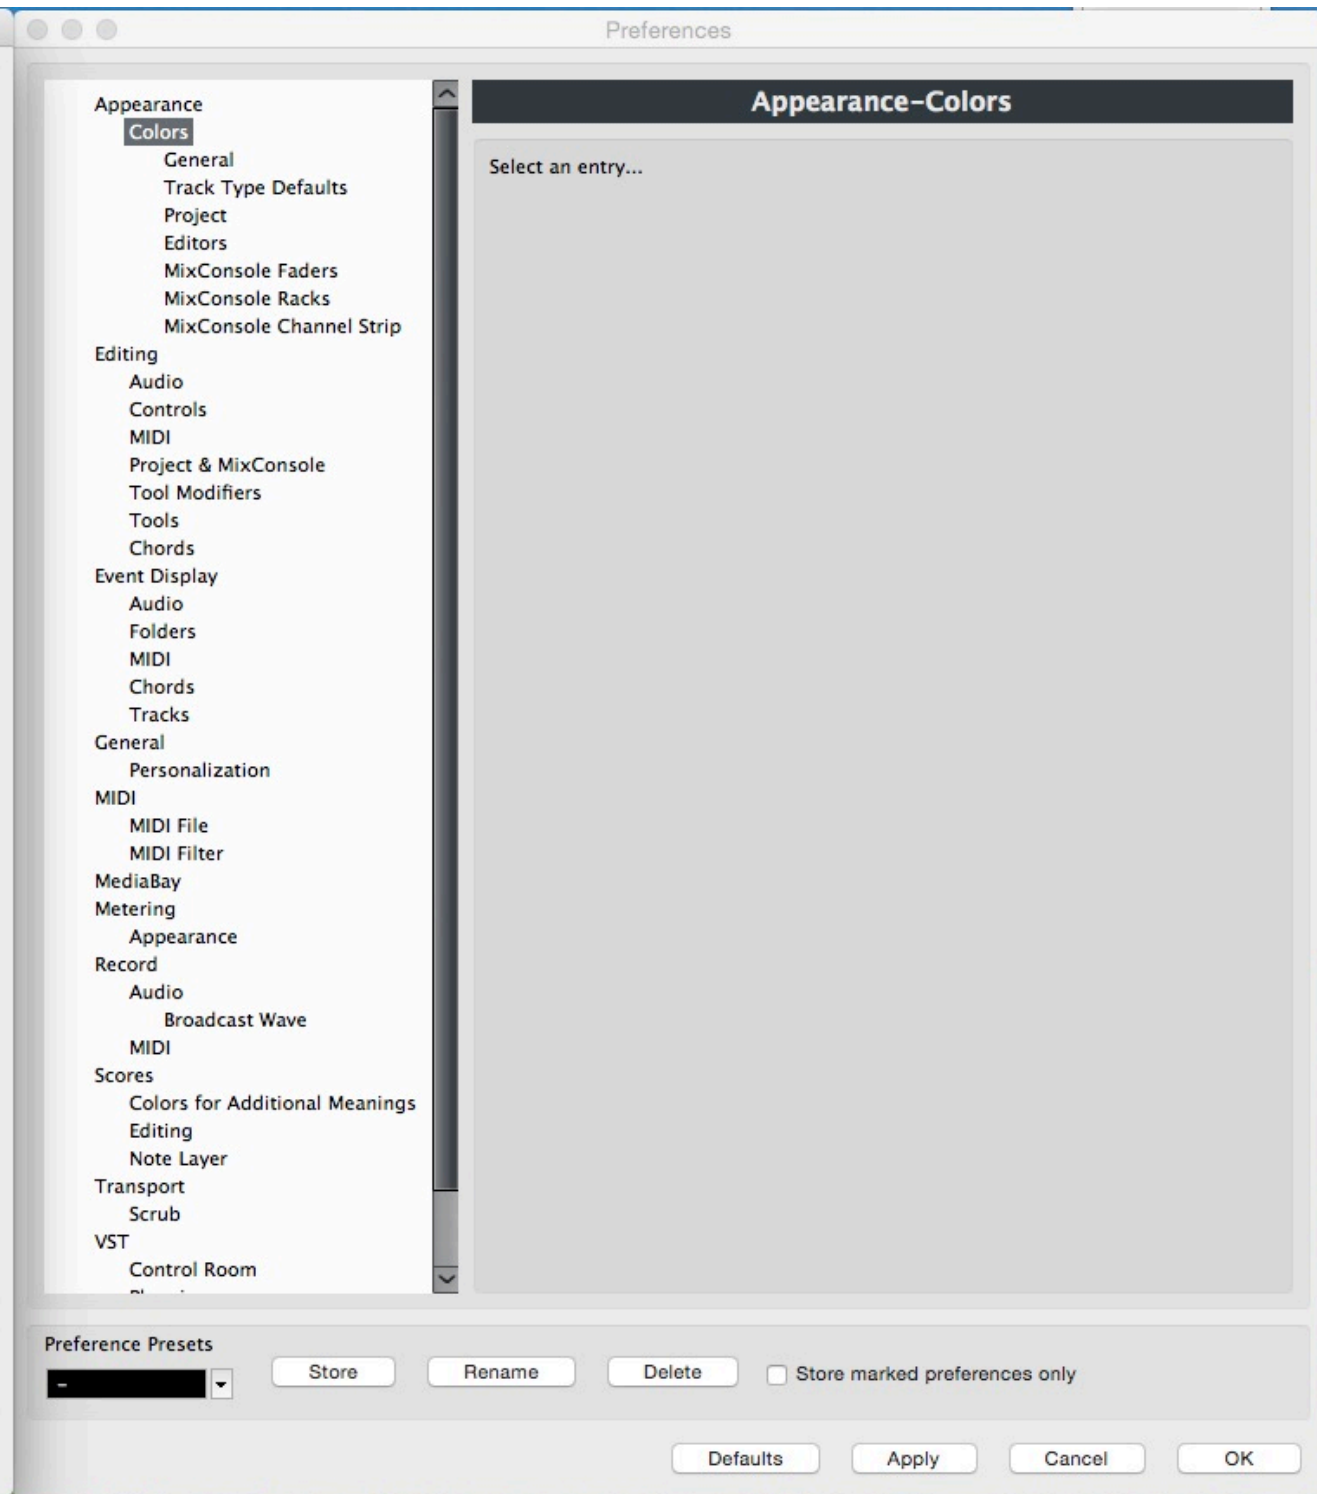 Preferences
Appearance
Colors
General
Track Type Defaults
Project
Editors
MixConsole Faders
MixConsole Racks
MixConsole Channel Strip
Editing
Audio
Controls
MIDI
Project & MixConsole
Tool Modifiers
Tools
Chords
Event Display
Audio
Folders
MIDI
Chords
Tracks
General
Personalization
MIDI
MIDI File
MIDI Filter
MediaBay
Metering
Appearance
Record
Audio
Broadcast Wave
MIDI
Scores
Colors for Additional Meanings
Editing
Note Layer
Transport
Scrub
VST
Control Room
Appearance-Colors
Select an entry...
Preference Presets
-
Store
Rename
Delete
Store marked preferences only
Defaults
Apply
Cancel
OK